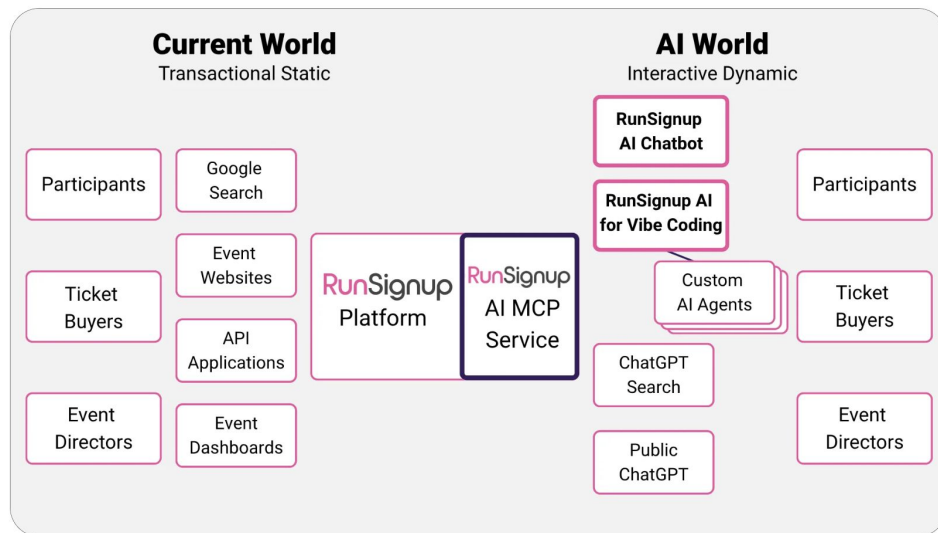 Current World
Transactional Static
AI World
Interactive Dynamic
Participants
Ticket
Buyers
Event
Directors
Google
Search
Event
Websites
API
Applications
Event
Dashboards
RunSignup
Platform
RunSignup
AI MCP
Service
RunSignup
AI Chatbot
RunSignup AI
for Vibe Coding
Custom
AI Agents
ChatGPT
Search
Public
ChatGPT
Participants
Ticket
Buyers
Event
Directors